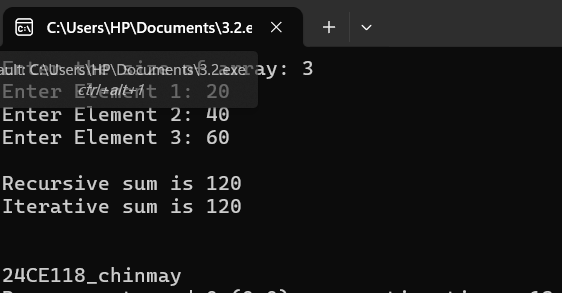 C:\Users\HP\Documents\3.2.e
Enter the size of array: 3
ault: C:\Users\HP\Documents\3.2.exe
ctrl+alt+1
Enter Element 1: 20
Enter Element 2: 40
Enter Element 3: 60
Recursive sum is 120
Iterative sum is 120
24CE118_chinmay